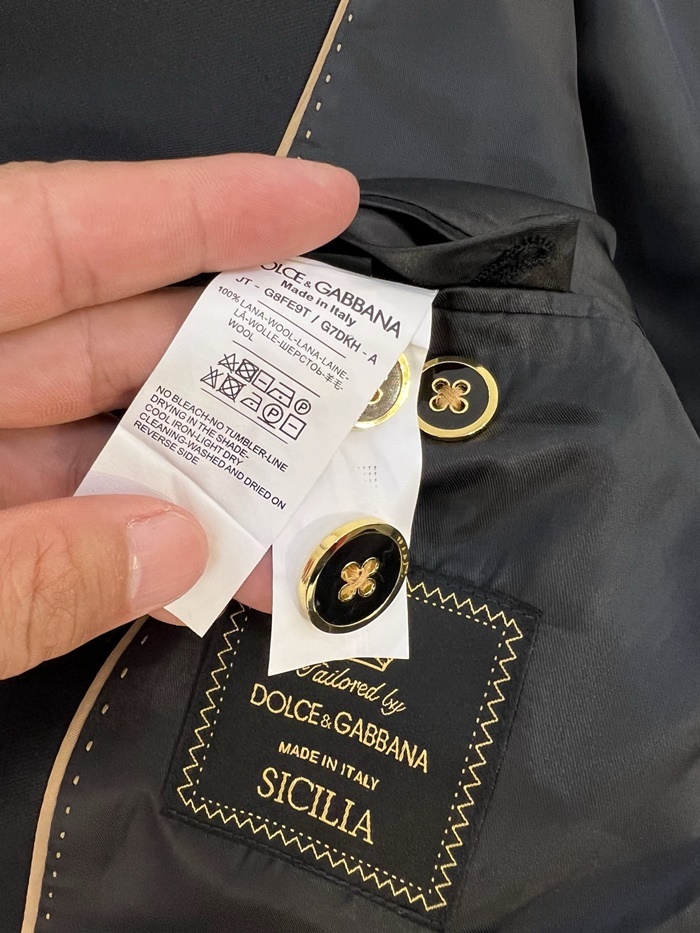 DOLCE & GABBANA
Made in Italy
JT - G8FE9T / G7DKH - A
100% LANA-WOOL-LANA-LAINE-
LÃ-WOLLE-ШЕРСТЬ-羊毛-
WOOL
NO BLEACH-NO TUMBLER-LINE
DRYING IN THE SHADE-
COOL IRON-LIGHT DRY
CLEANING-WASHED AND DRIED ON
REVERSE SIDE
Tailored by
DOLCE & GABBANA
MADE IN ITALY
SICILIA